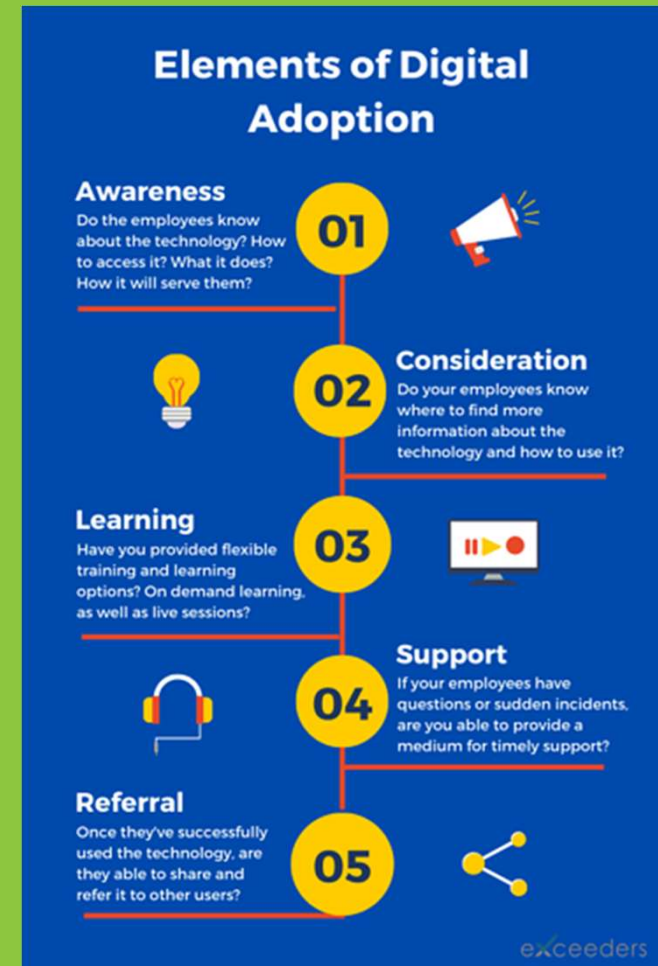 Elements of Digital
Adoption
Awareness
Do the employees know
about the technology? How
to access it? What it does?
How it will serve them?
01
02
Consideration
Do your employees know
where to find more
information about the
technology and how to use it?
Learning
Have you provided flexible
training and learning
options? On demand learning,
as well as live sessions?
03
04
Support
If your employees have
questions or sudden incidents,
are you able to provide a
medium for timely support?
Referral
Once they've successfully
used the technology, are
they able to share and
refer it to other users?
05
exceeders